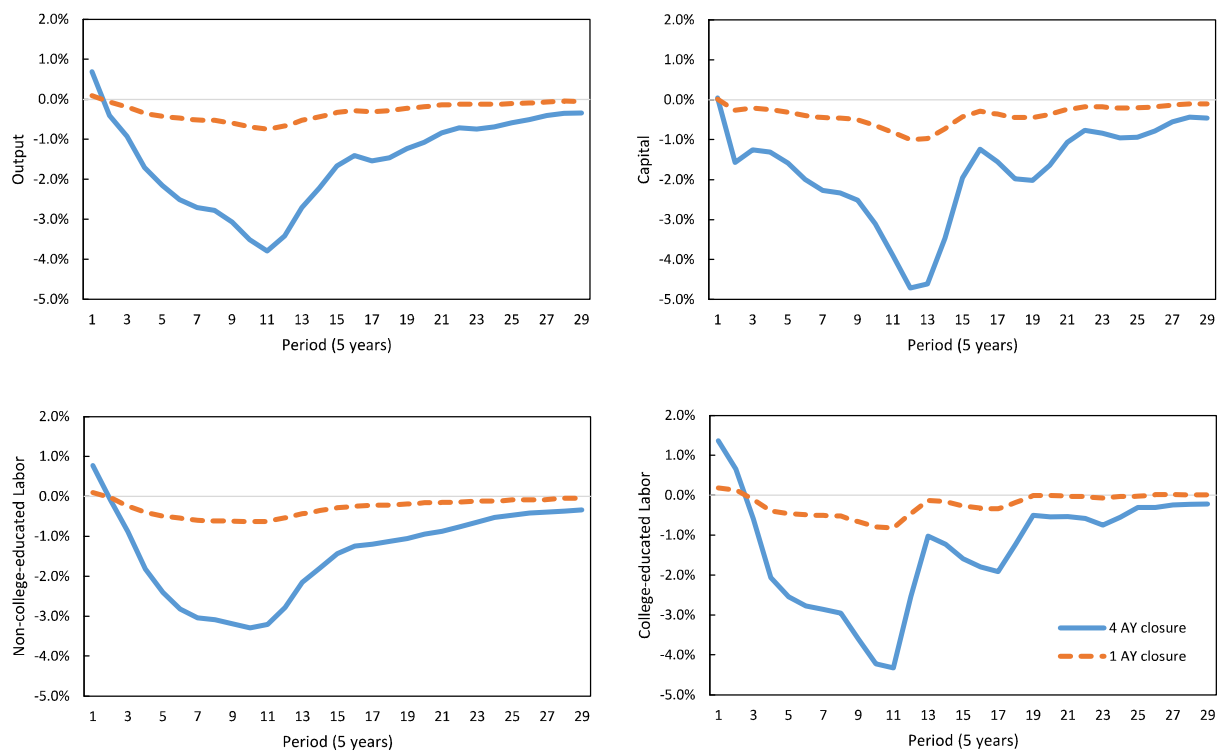 2.0%
1.0%
0.0%
-1.0%
-2.0%
-3.0%
-4.0%
-5.0%
Output
1 3 5 7 9 11 13 15 17 19 21 23 25 27 29
Period (5 years)
2.0%
1.0%
0.0%
-1.0%
-2.0%
-3.0%
-4.0%
-5.0%
Capital
1 3 5 7 9 11 13 15 17 19 21 23 25 27 29
Period (5 years)
2.0%
1.0%
0.0%
-1.0%
-2.0%
-3.0%
-4.0%
-5.0%
Non-college-educated Labor
1 3 5 7 9 11 13 15 17 19 21 23 25 27 29
Period (5 years)
2.0%
1.0%
0.0%
-1.0%
-2.0%
-3.0%
-4.0%
-5.0%
College-educated Labor
4 AY closure
1 AY closure
1 3 5 7 9 11 13 15 17 19 21 23 25 27 29
Period (5 years)